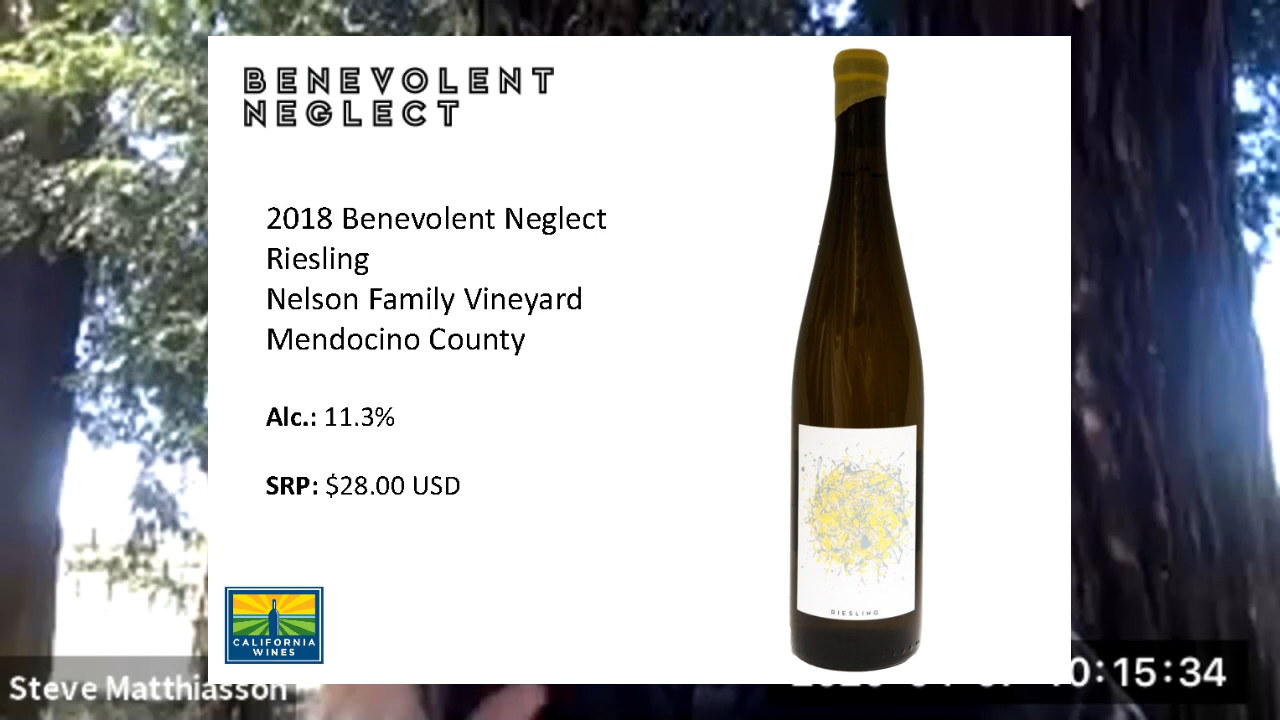 BENEVOLENT
NEGLECT
2018 Benevolent Neglect
Riesling
Nelson Family Vineyard
Mendocino County
Alc.: 11.3%
SRP: $28.00 USD
RIESLING
CALIFORNIA
WINES
Steve Matthiasson
10:15:34